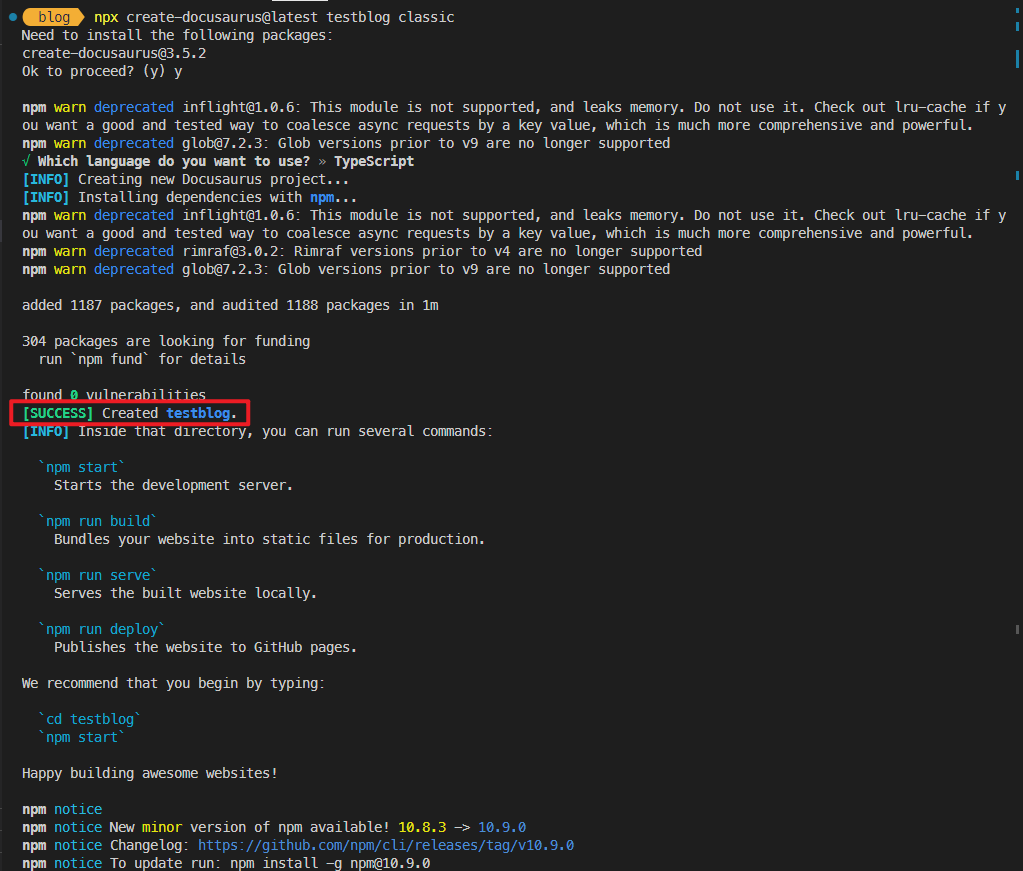 blog npx create-docusaurus@latest testblog classic
Need to install the following packages:
create-docusaurus@3.5.2
Ok to proceed? (y) y
npm warn deprecated inflight@1.0.6: This module is not supported, and leaks memory. Do not use it. Check out lru-cache if y
ou want a good and tested way to coalesce async requests by a key value, which is much more comprehensive and powerful.
npm warn deprecated glob@7.2.3: Glob versions prior to v9 are no longer supported
√ Which language do you want to use? » TypeScript
[INFO] Creating new Docusaurus project...
[INFO] Installing dependencies with npm...
npm warn deprecated inflight@1.0.6: This module is not supported, and leaks memory. Do not use it. Check out lru-cache if y
ou want a good and tested way to coalesce async requests by a key value, which is much more comprehensive and powerful.
npm warn deprecated rimraf@3.0.2: Rimraf versions prior to v4 are no longer supported
npm warn deprecated glob@7.2.3: Glob versions prior to v9 are no longer supported
added 1187 packages, and audited 1188 packages in 1m
304 packages are looking for funding
run `npm fund` for details
found 0 vulnerabilities
[SUCCESS] Created testblog.
[INFO] Inside that directory, you can run several commands:
`npm start`
Starts the development server.
`npm run build`
Bundles your website into static files for production.
`npm run serve`
Serves the built website locally.
`npm run deploy`
Publishes the website to GitHub pages.
We recommend that you begin by typing:
`cd testblog`
`npm start`
Happy building awesome websites!
npm notice
npm notice New minor version of npm available! 10.8.3 -> 10.9.0
npm notice Changelog: https://github.com/npm/cli/releases/tag/v10.9.0
npm notice To update run: npm install -g npm@10.9.0